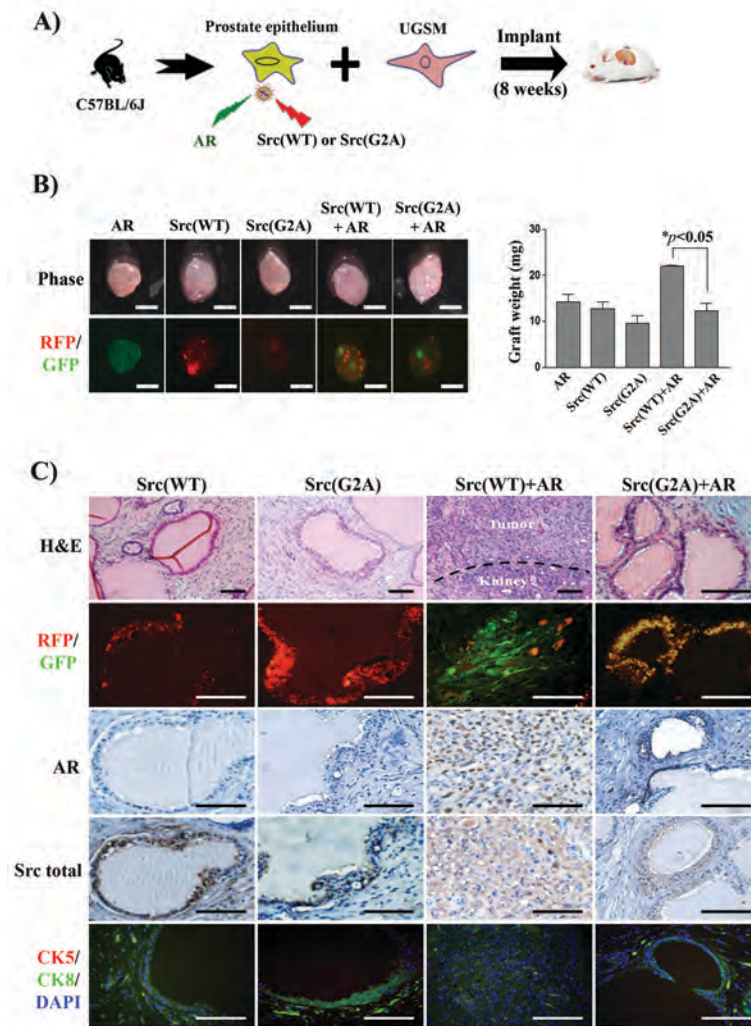 A)
Prostate epithelium
UGSM
Implant
(8 weeks)
C57BL/6J
AR
Src(WT) or Src(G2A)
B)
AR
Src(WT)
Src(G2A)
Src(WT)
+ AR
Src(G2A)
+ AR
Phase
RFP/
GFP
Graft weight (mg)
30
20
10
0
*p<0.05
AR
Src(WT)
Src(G2A)
Src(WT)+AR
Src(G2A)+AR
C)
Src(WT)
Src(G2A)
Src(WT)+AR
Src(G2A)+AR
H&E
Tumor
Kidney
RFP/
GFP
AR
Src total
CK5/
CK8/
DAPI